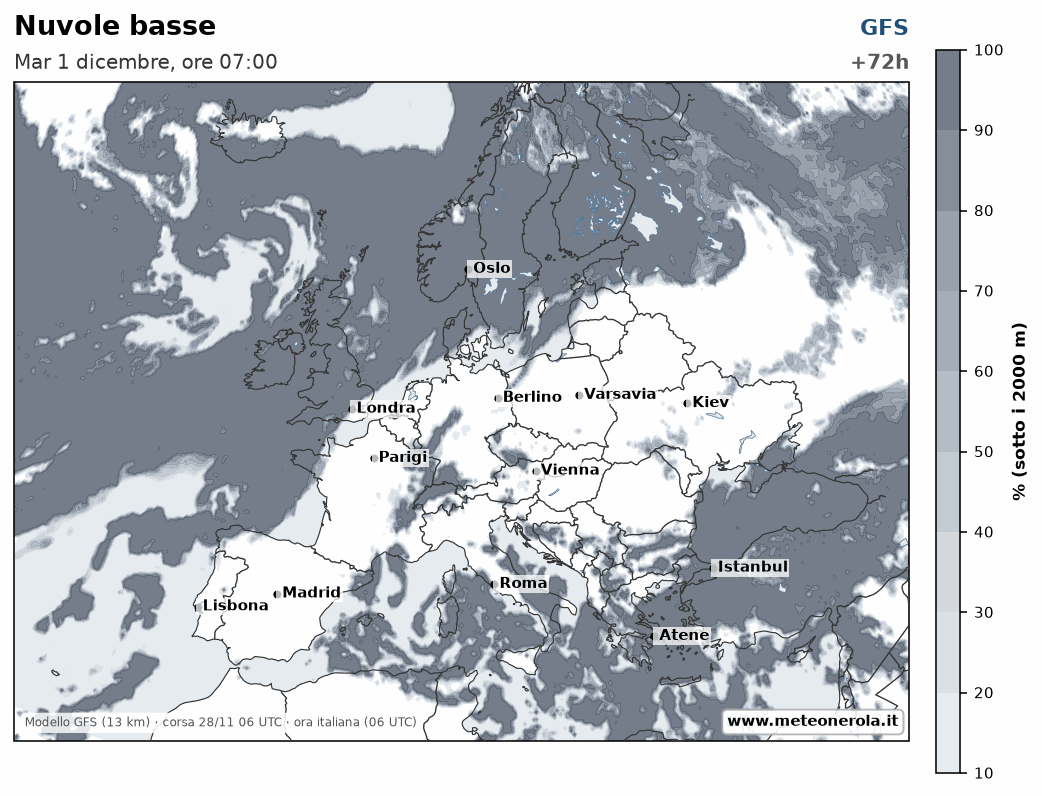 Nuvole basse
GFS
Mar 1 dicembre, ore 07:00
+72h
100
90
80
70
60
50
40
30
20
10
% (sotto i 2000 m)
Oslo
Londra
Berlino
Varsavia
Kiev
Parigi
Vienna
Istanbul
Roma
Madrid
Lisbona
Atene
Modello GFS (13 km) · corsa 28/11 06 UTC · ora italiana (06 UTC)
www.meteonerola.it